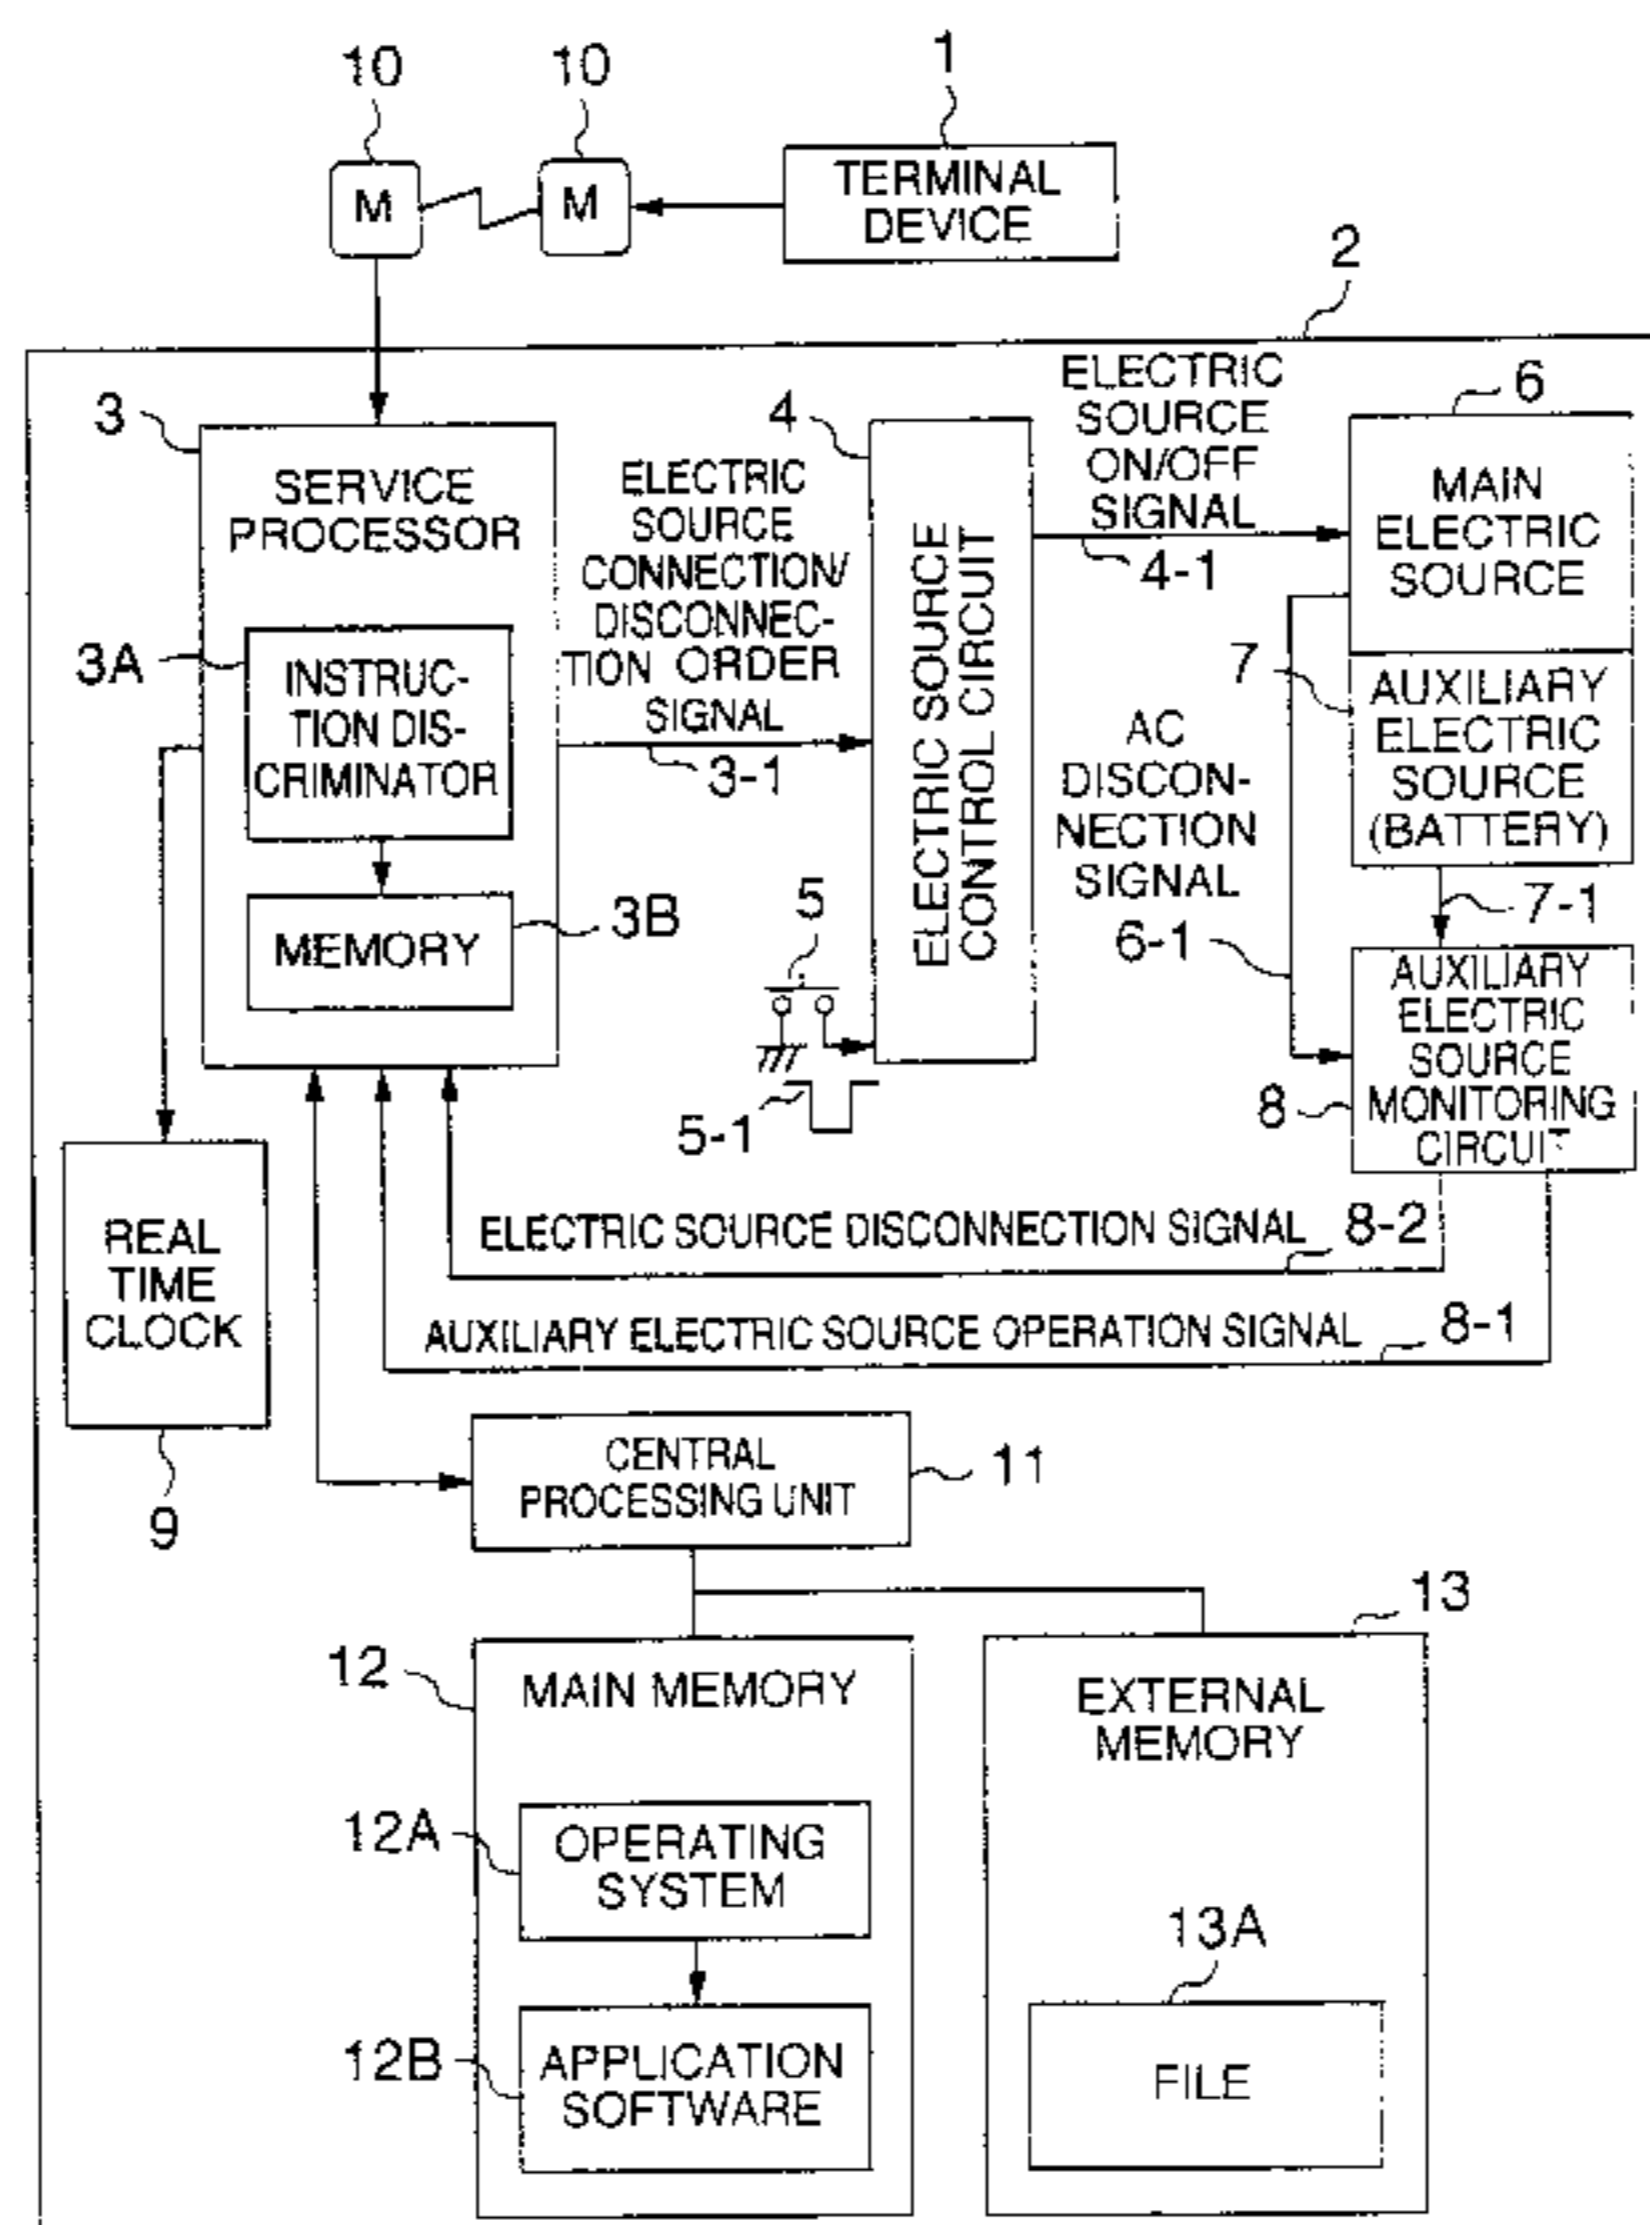 10
10
1
M
M
TERMINAL
DEVICE
2
3
SERVICE
PROCESSOR
3A
INSTRUC-
TION DIS-
CRIMINATOR
MEMORY
3B
ELECTRIC
SOURCE
CONNECTION/
DISCONNEC-
TION ORDER
SIGNAL
3-1
4
ELECTRIC SOURCE
CONTROL CIRCUIT
5
5-1
ELECTRIC
SOURCE
ON/OFF
SIGNAL
4-1
6
MAIN
ELECTRIC
SOURCE
7
AUXILIARY
ELECTRIC
SOURCE
(BATTERY)
7-1
AC
DISCON-
NECTION
SIGNAL
6-1
AUXILIARY
ELECTRIC
SOURCE
MONITORING
CIRCUIT
8
REAL
TIME
CLOCK
9
ELECTRIC SOURCE DISCONNECTION SIGNAL
8-2
AUXILIARY ELECTRIC SOURCE OPERATION SIGNAL
8-1
CENTRAL
PROCESSING UNIT
11
12
MAIN MEMORY
12A
OPERATING
SYSTEM
12B
APPLICATION
SOFTWARE
13
EXTERNAL
MEMORY
13A
FILE